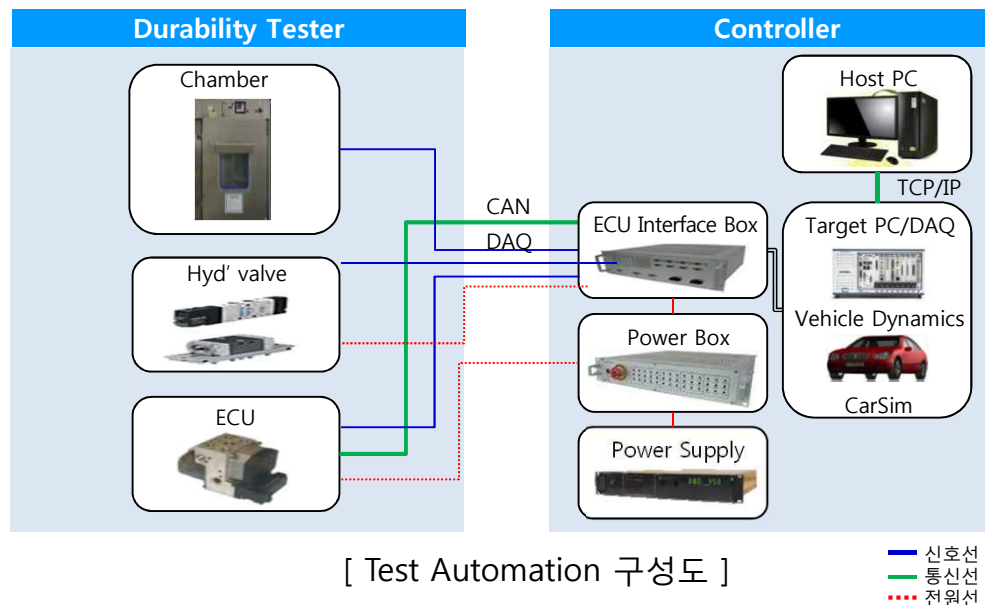 Durability Tester
Controller
Chamber
Host PC
TCP/IP
CAN
DAQ
ECU Interface Box
Target PC/DAQ
Hyd' valve
Vehicle Dynamics
Power Box
CarSim
ECU
Power Supply
[ Test Automation 구성도 ]
신호선
통신선
전원선